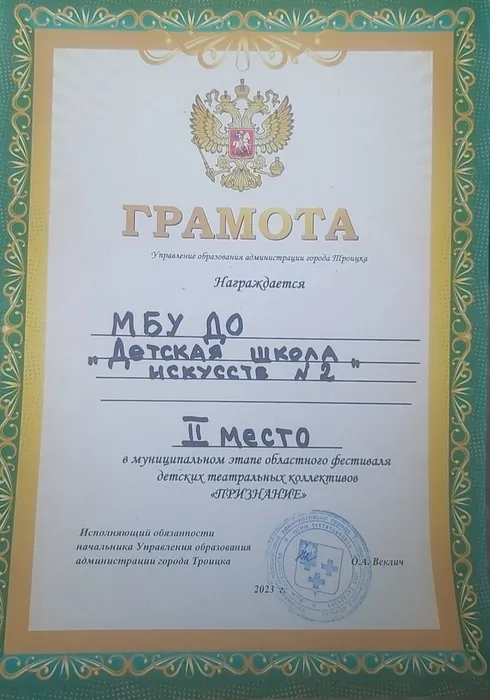 ГРАМОТА
Управление образования администрации города Троицка
Награждается
МБУ ДО
„Детская школа
искусств N 2"
II место
в муниципальном этапе областного фестиваля
детских театральных коллективов
«ПРИЗНАНИЕ»
Исполняющий обязанности
начальника Управления образования
администрации города Троицка
О.А. Веклич
2023 г.